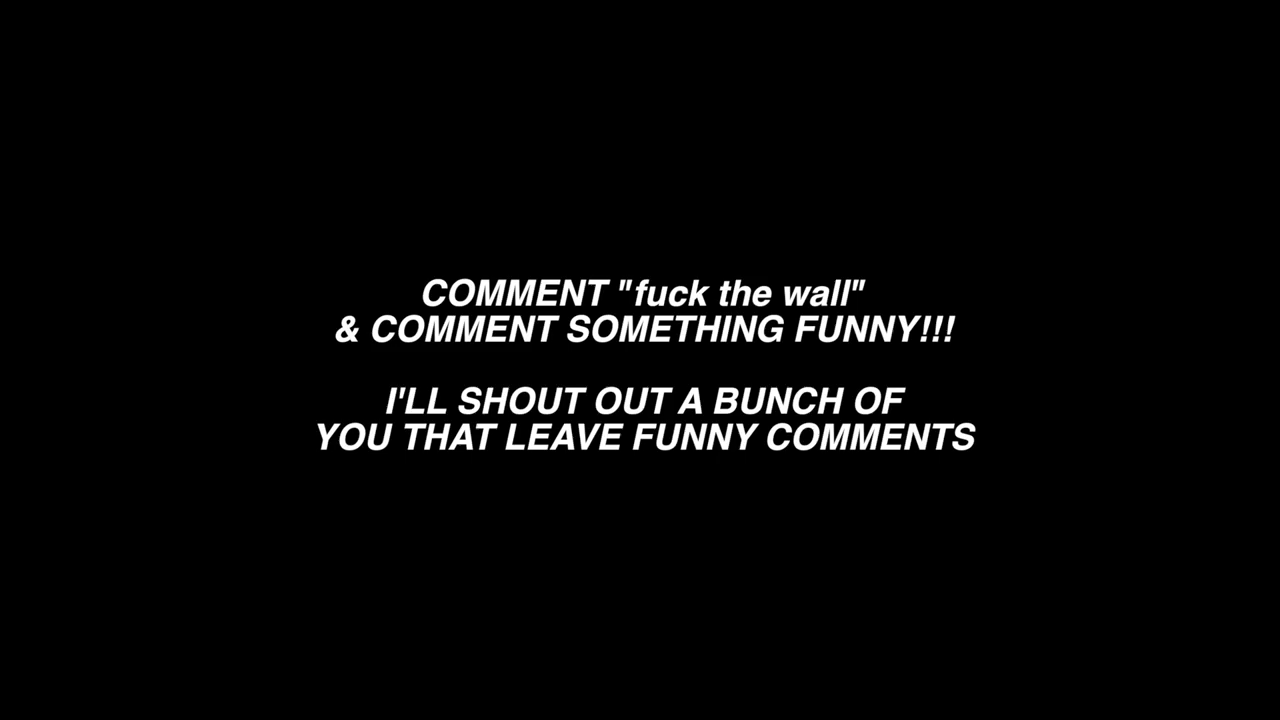 COMMENT "fuck the wall"
& COMMENT SOMETHING FUNNY!!!
I'LL SHOUT OUT A BUNCH OF
YOU THAT LEAVE FUNNY COMMENTS